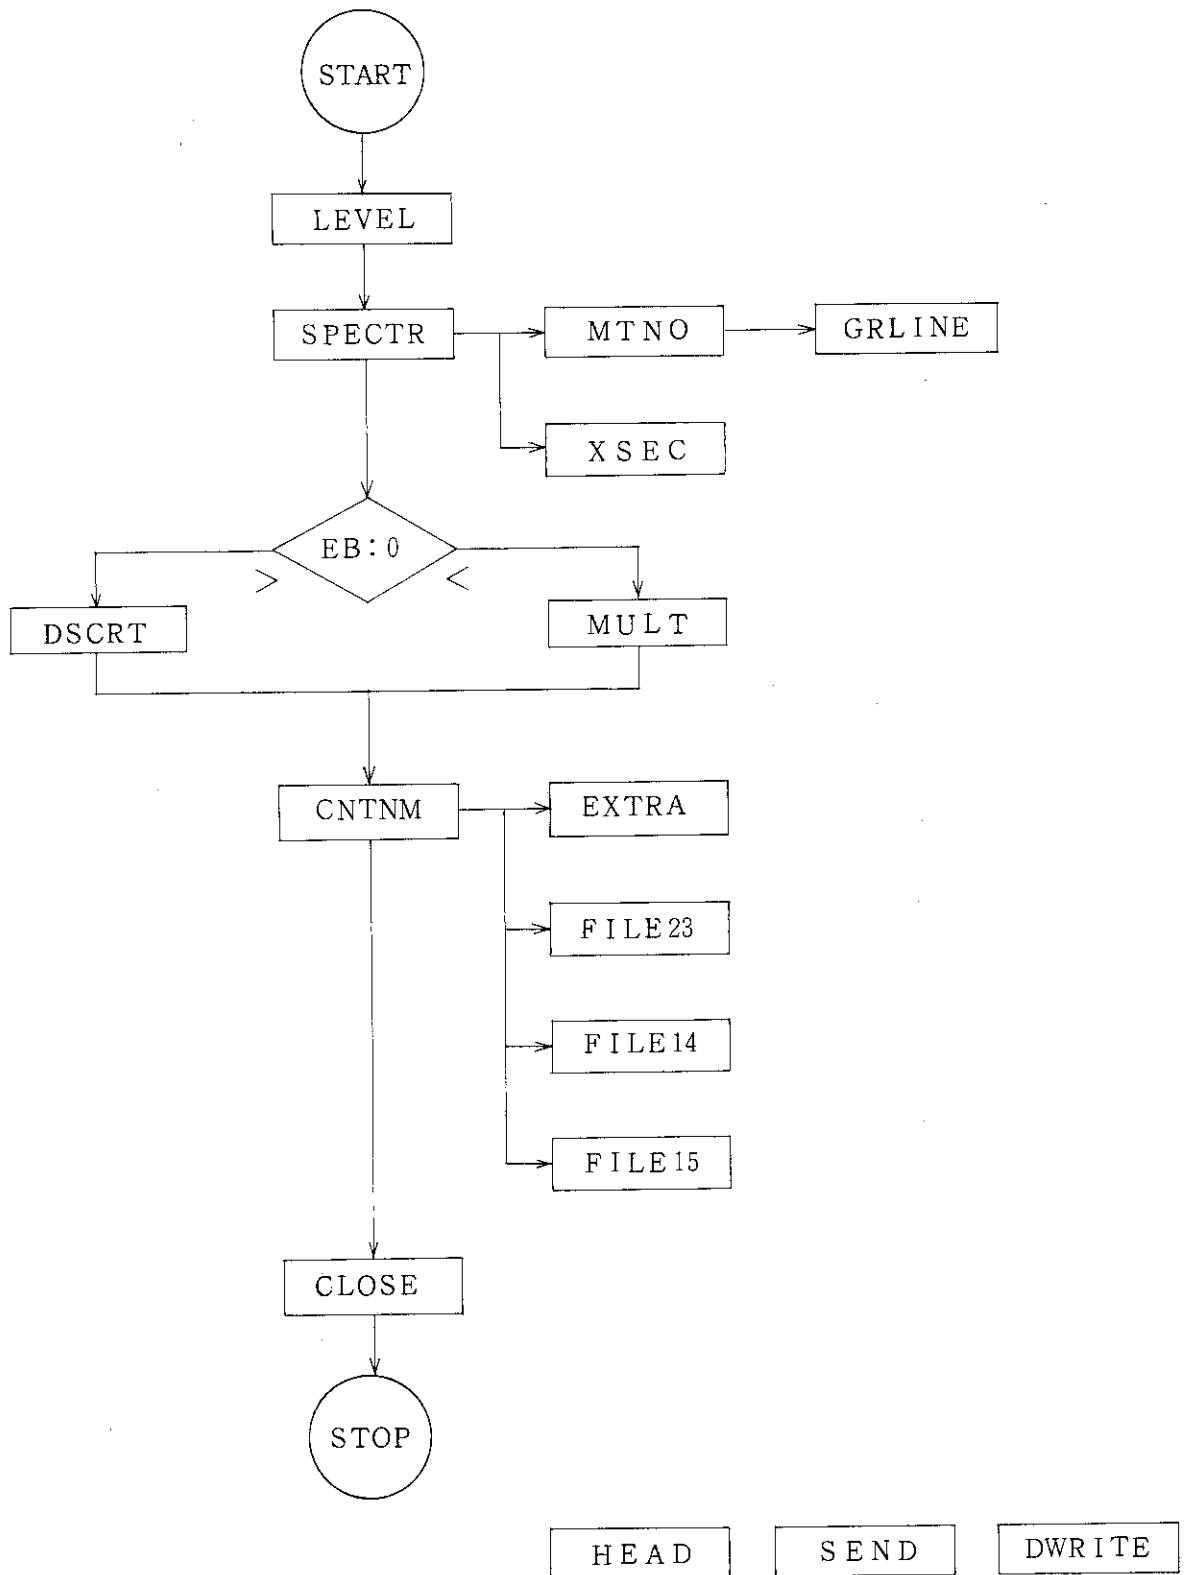 START
LEVEL
SPECTR
MTNO
GRLINE
XSEC
EB:0
>
<
DSCRT
MULT
CNTNM
EXTRA
FILE23
FILE14
FILE15
CLOSE
STOP
HEAD
SEND
DWRITE